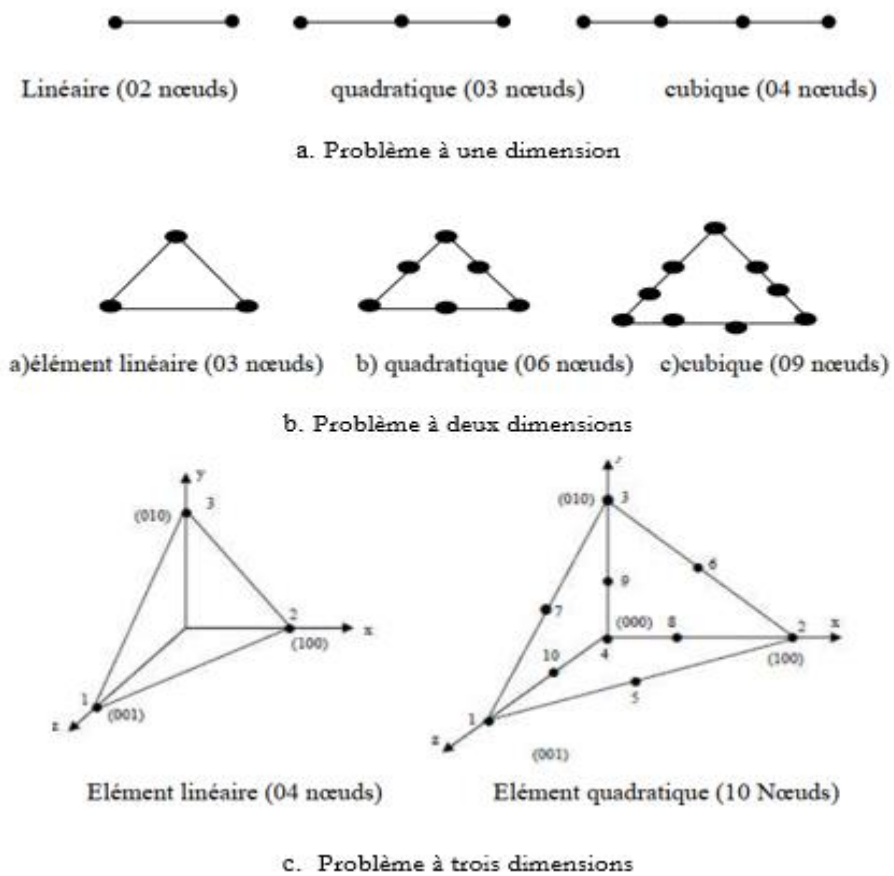 Linéaire (02 nœuds) quadratique (03 nœuds) cubique (04 nœuds)
a. Problème à une dimension
a)élément linéaire (03 nœuds) b) quadratique (06 nœuds) c)cubique (09 nœuds)
b. Problème à deux dimensions
y
(010) 3
2
x
(100)
1
(001)
z
(010) 3
6
7
9
(000) 8 2 x
4
(100)
10
5
1
z
(001)
Elément linéaire (04 nœuds) Elément quadratique (10 Nœuds)
c. Problème à trois dimensions